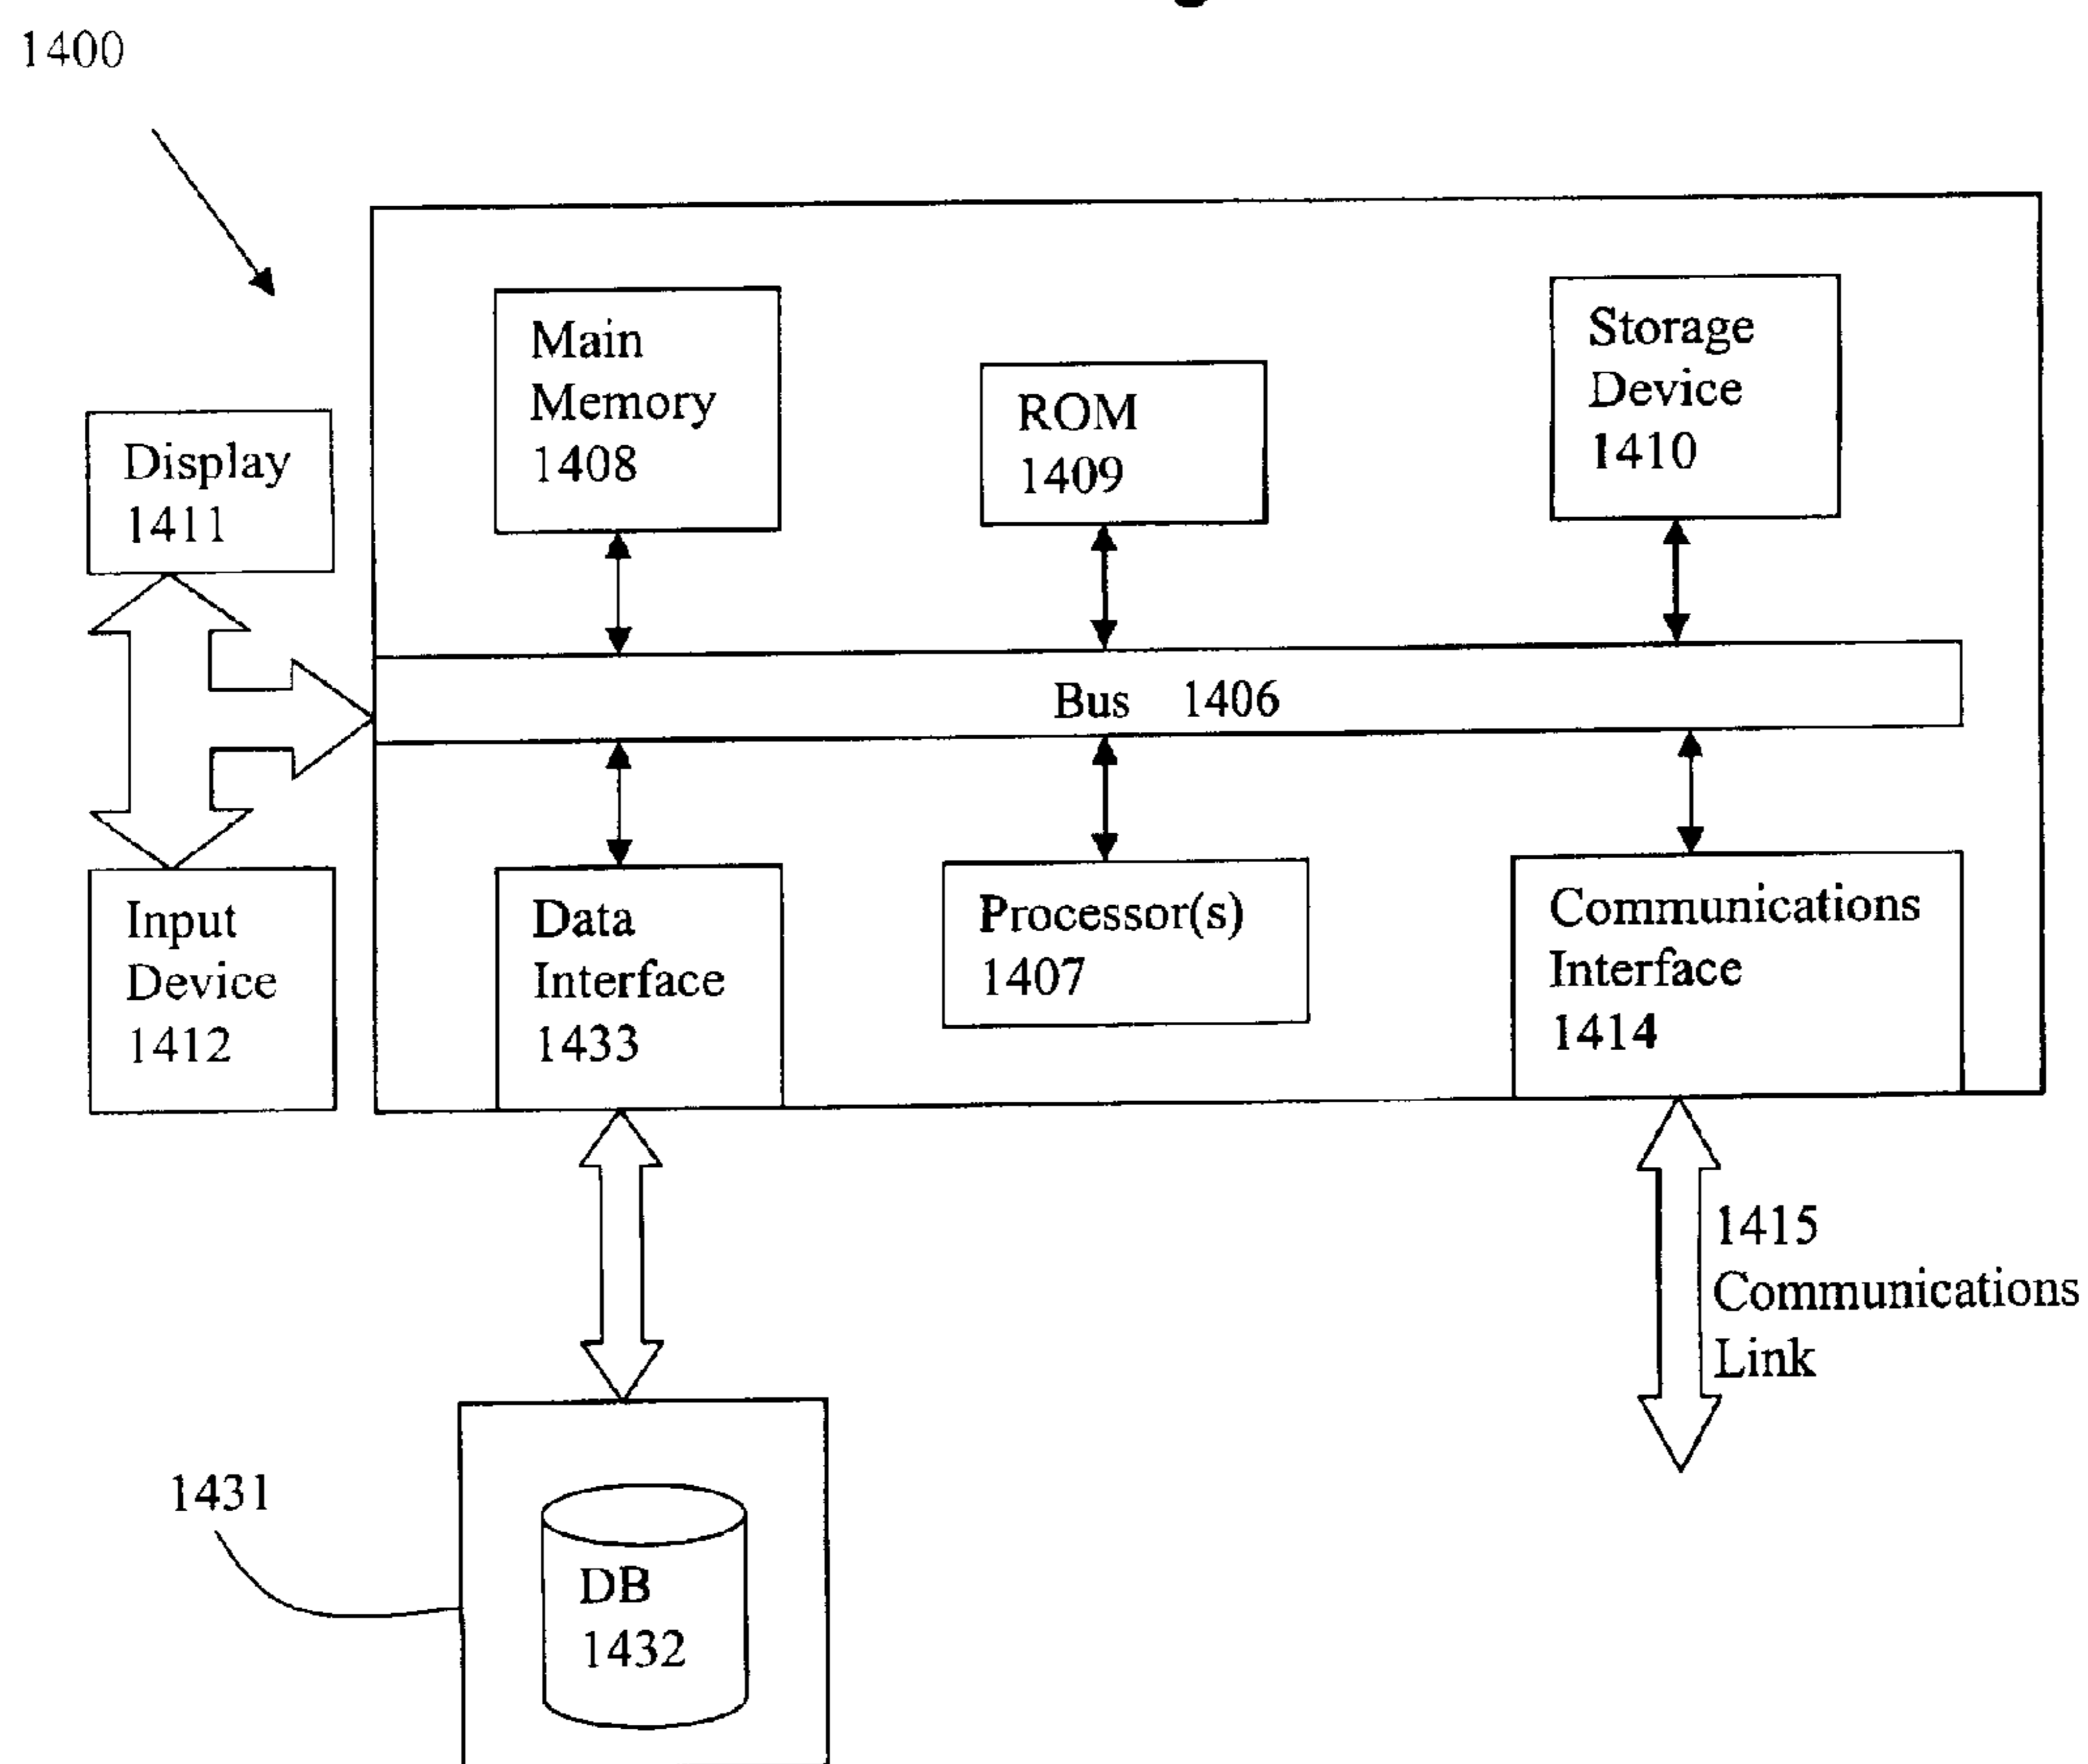 1400
Main
Memory
1408
ROM
1409
Storage
Device
1410
Display
1411
Bus 1406
Input
Device
1412
Data
Interface
1433
Processor(s)
1407
Communications
Interface
1414
1415
Communications
Link
1431
DB
1432